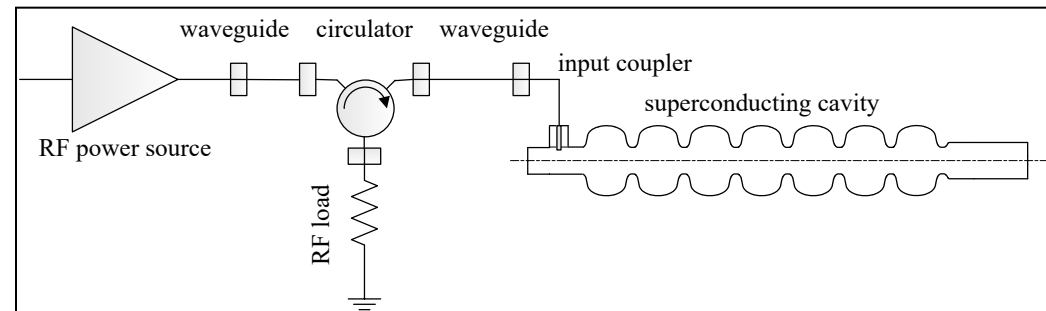 waveguide circulator waveguide
input coupler
superconducting cavity
RF power source
RF load